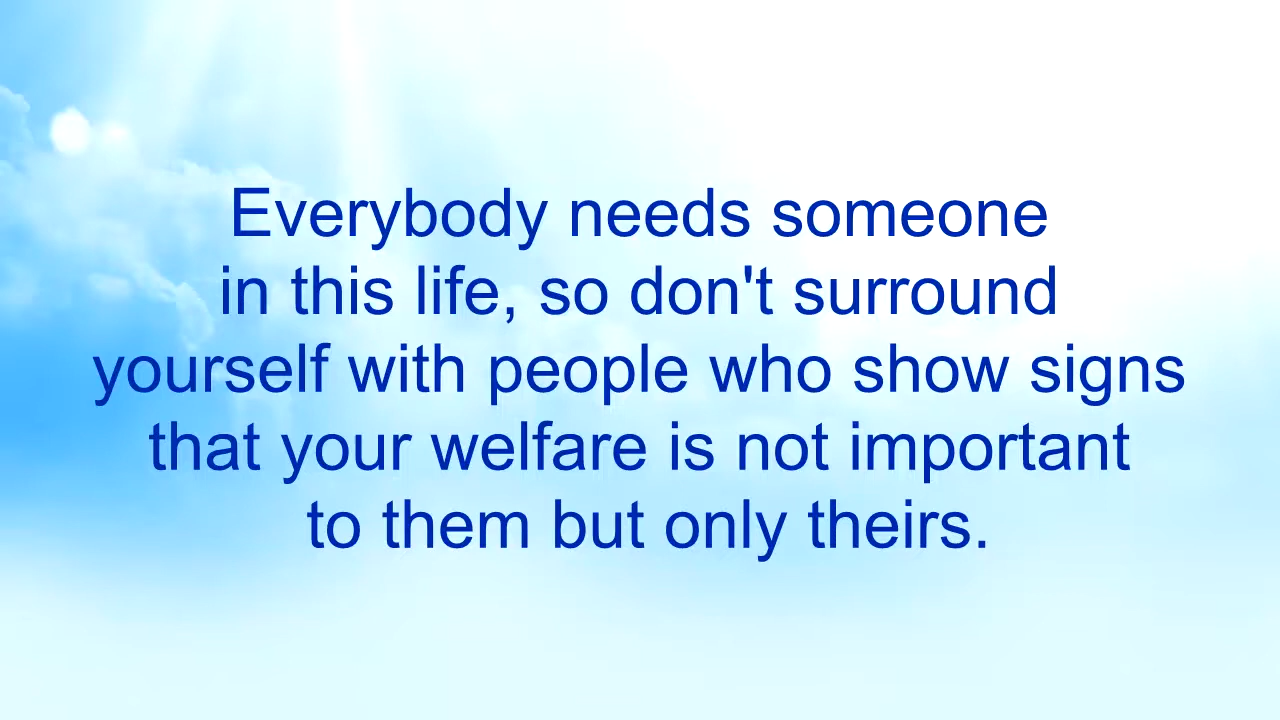 Everybody needs someone
in this life, so don't surround
yourself with people who show signs
that your welfare is not important
to them but only theirs.